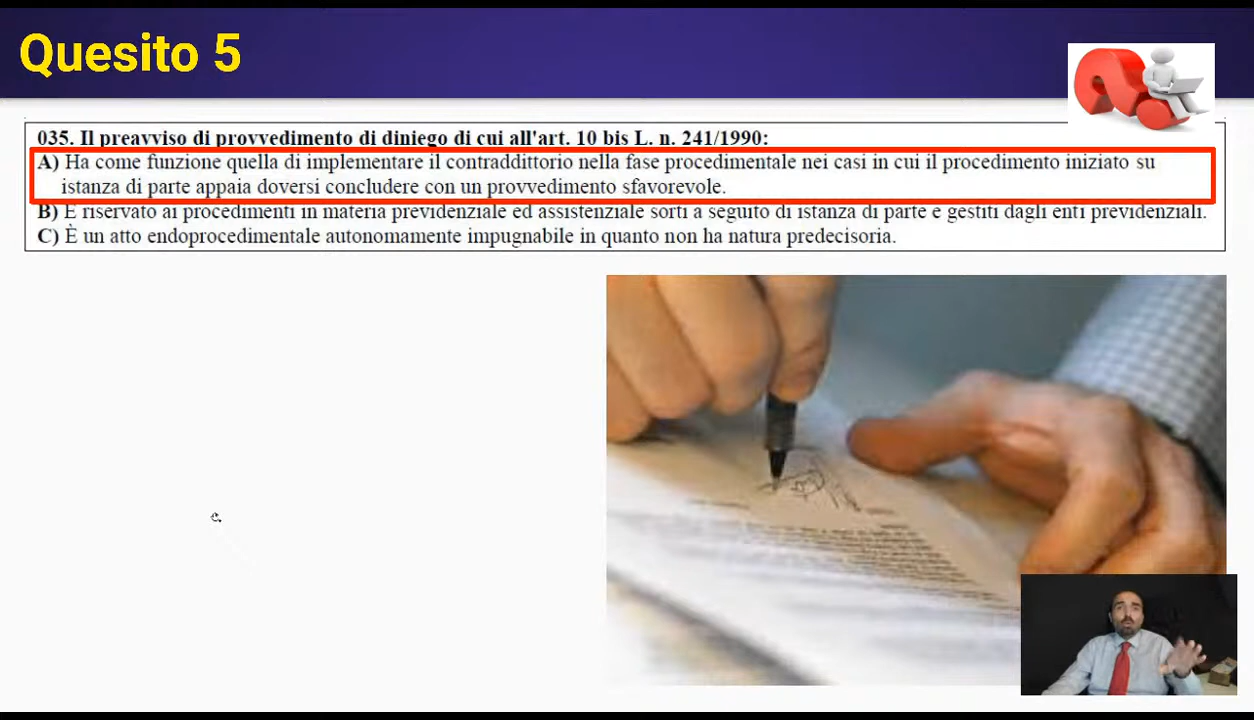 Quesito 5
035. Il preavviso di provvedimento di diniego di cui all'art. 10 bis L. n. 241/1990:
A) Ha come funzione quella di implementare il contraddittorio nella fase procedimentale nei casi in cui il procedimento iniziato su
istanza di parte appaia doversi concludere con un provvedimento sfavorevole.
B) È riservato ai procedimenti in materia previdenziale ed assistenziale sorti a seguito di istanza di parte e gestiti dagli enti previdenziali.
C) È un atto endoprocedimentale autonomamente impugnabile in quanto non ha natura predecisoria.